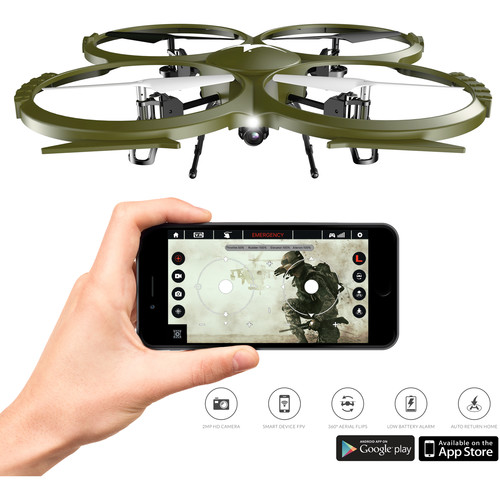 EMERGENCY
2MP HD CAMERA
SMART DEVICE FPV
360° AERIAL FLIPS
LOW BATTERY ALARM
AUTO RETURN HOME
ANDROID APP ON
Google play
Available on the
App Store